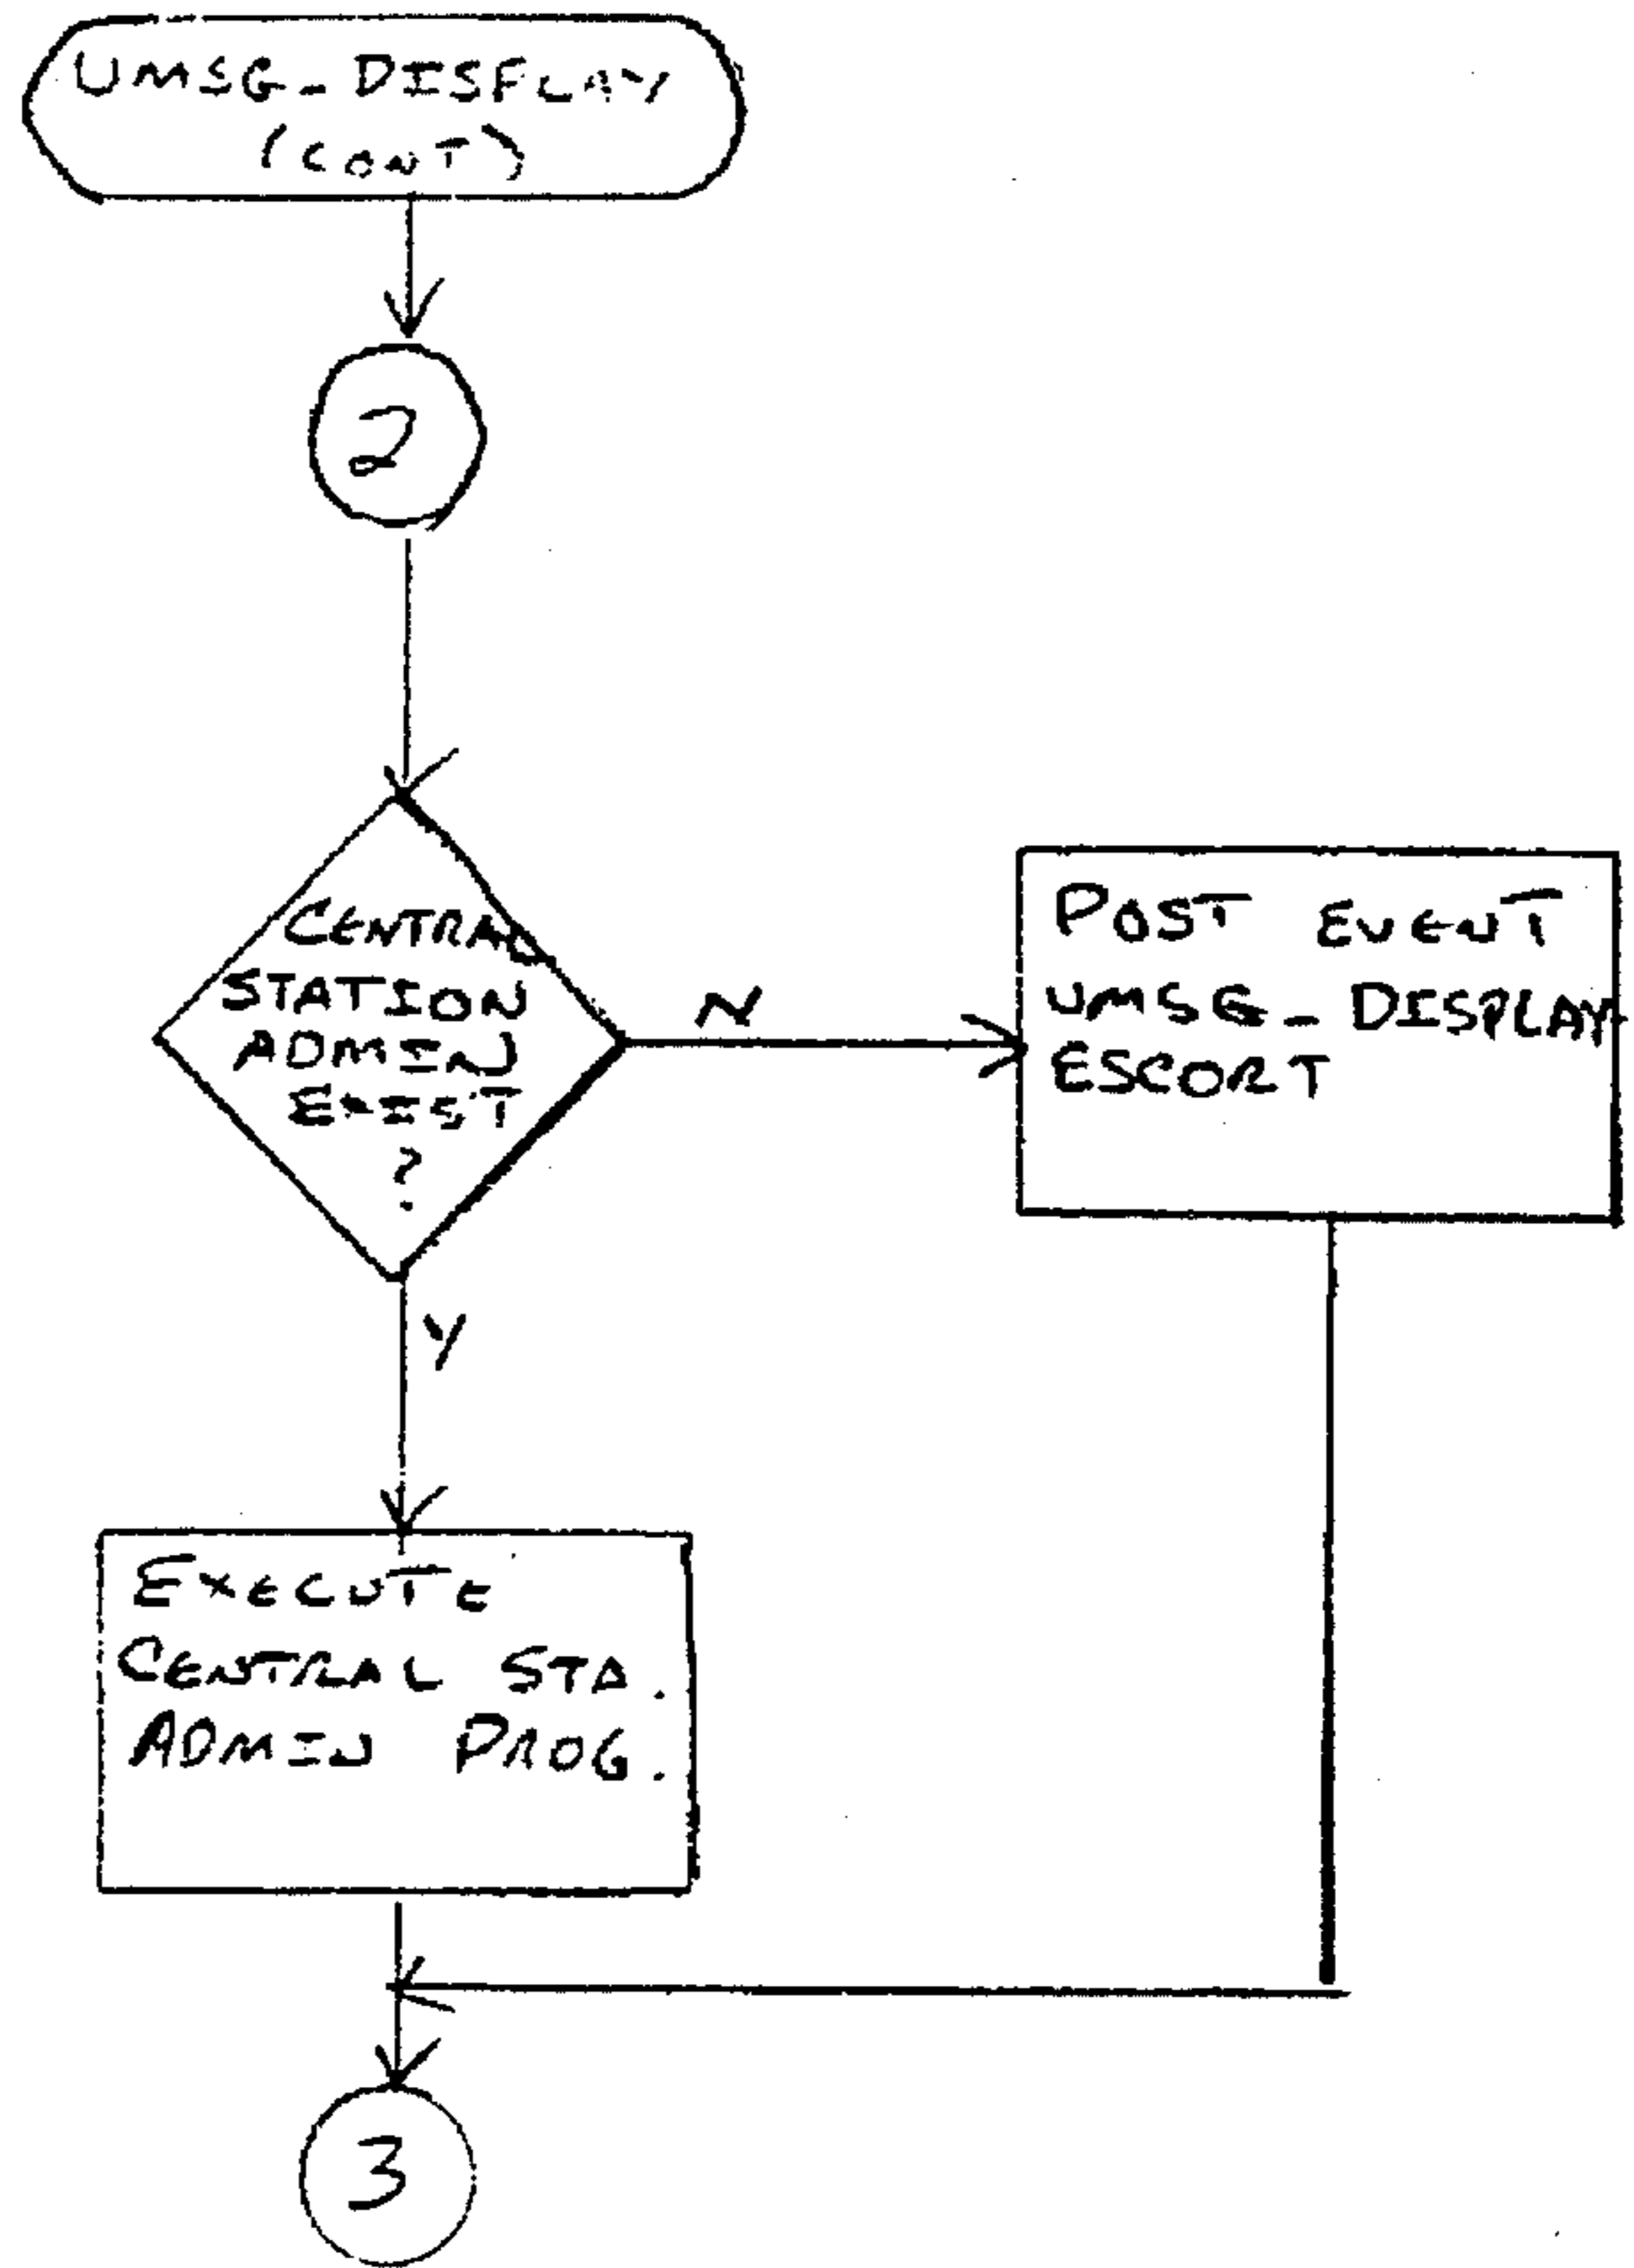 UMSG_DISPLAY
(CONT)
2
CENTRAL
STATION
ADMIN
EXIST
?
N
POST EVENT
UMSG_DISPLAY
ESCORT
Y
EXECUTE
CENTRAL STA.
ADMIN PROG.
3